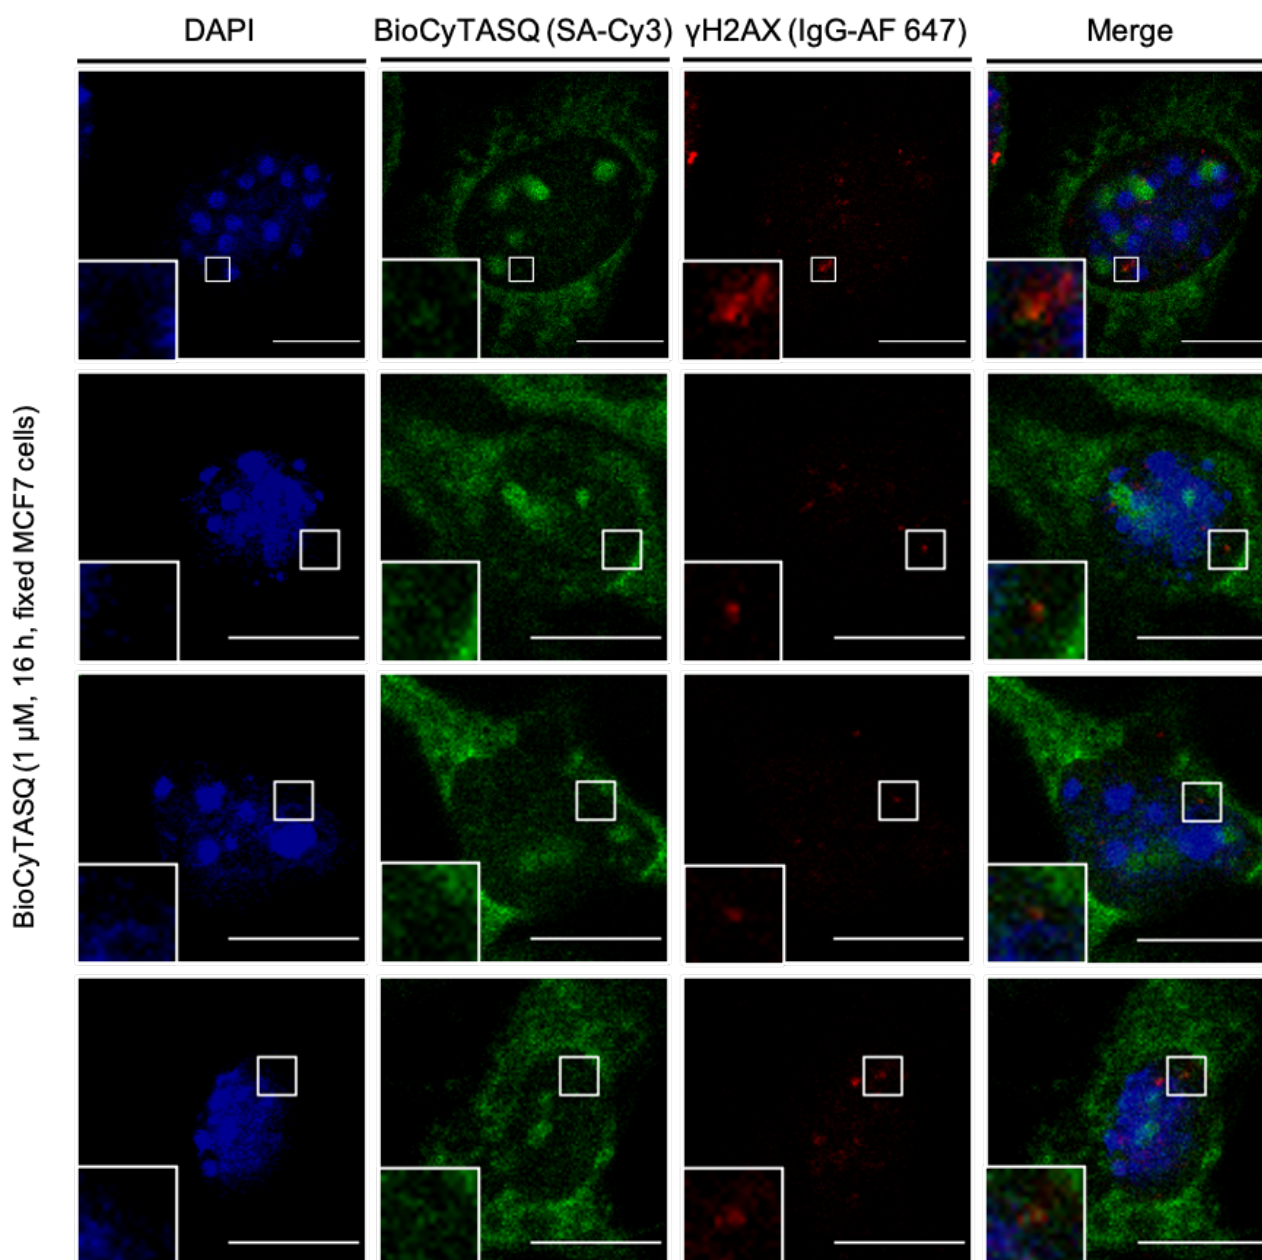 DAPI
BioCyTASQ (SA-Cy3)
γH2AX (IgG-AF 647)
Merge
BioCyTASQ (1 µM, 16 h, fixed MCF7 cells)